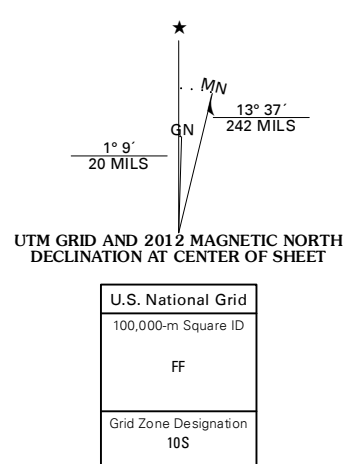 ★
MN
GN
13° 37´
242 MILS
1° 9´
20 MILS
UTM GRID AND 2012 MAGNETIC NORTH
DECLINATION AT CENTER OF SHEET
U.S. National Grid
100,000-m Square ID
FF
Grid Zone Designation
10S